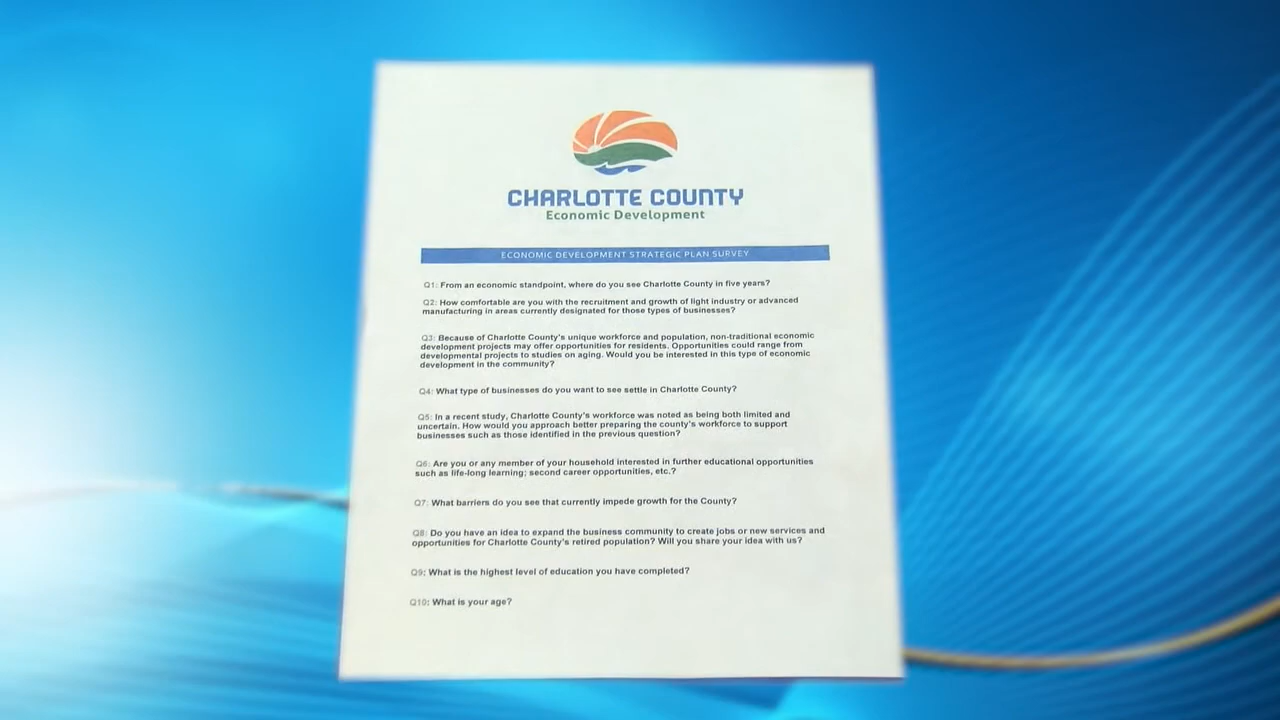 CHARLOTTE COUNTY
Economic Development
ECONOMIC DEVELOPMENT STRATEGIC PLAN SURVEY
Q1: From an economic standpoint, where do you see Charlotte County in five years?
Q2: How comfortable are you with the recruitment and growth of light industry or advanced
manufacturing in areas currently designated for those types of businesses?
Q3: Because of Charlotte County's unique workforce and population, non-traditional economic
development projects may offer opportunities for residents. Opportunities could range from
developmental projects to studies on aging. Would you be interested in this type of economic
development in the community?
Q4: What type of businesses do you want to see settle in Charlotte County?
Q5: In a recent study, Charlotte County's workforce was noted as being both limited and
uncertain. How would you approach better preparing the county's workforce to support
businesses such as those identified in the previous question?
Q6: Are you or any member of your household interested in further educational opportunities
such as life-long learning; second career opportunities, etc.?
Q7: What barriers do you see that currently impede growth for the County?
Q8: Do you have an idea to expand the business community to create jobs or new services and
opportunities for Charlotte County's retired population? Will you share your idea with us?
Q9: What is the highest level of education you have completed?
Q10: What is your age?